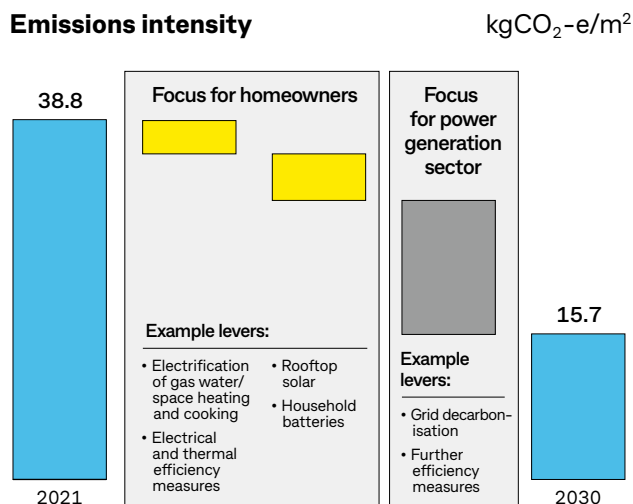 Emissions intensity
kgCO₂-e/m²
38.8
2021
Focus for homeowners
Example levers:
• Electrification
of gas water/
space heating
and cooking
• Electrical
and thermal
efficiency
measures
• Rooftop
solar
• Household
batteries
Focus
for power
generation
sector
Example
levers:
• Grid decarbon-
isation
• Further
efficiency
measures
15.7
2030